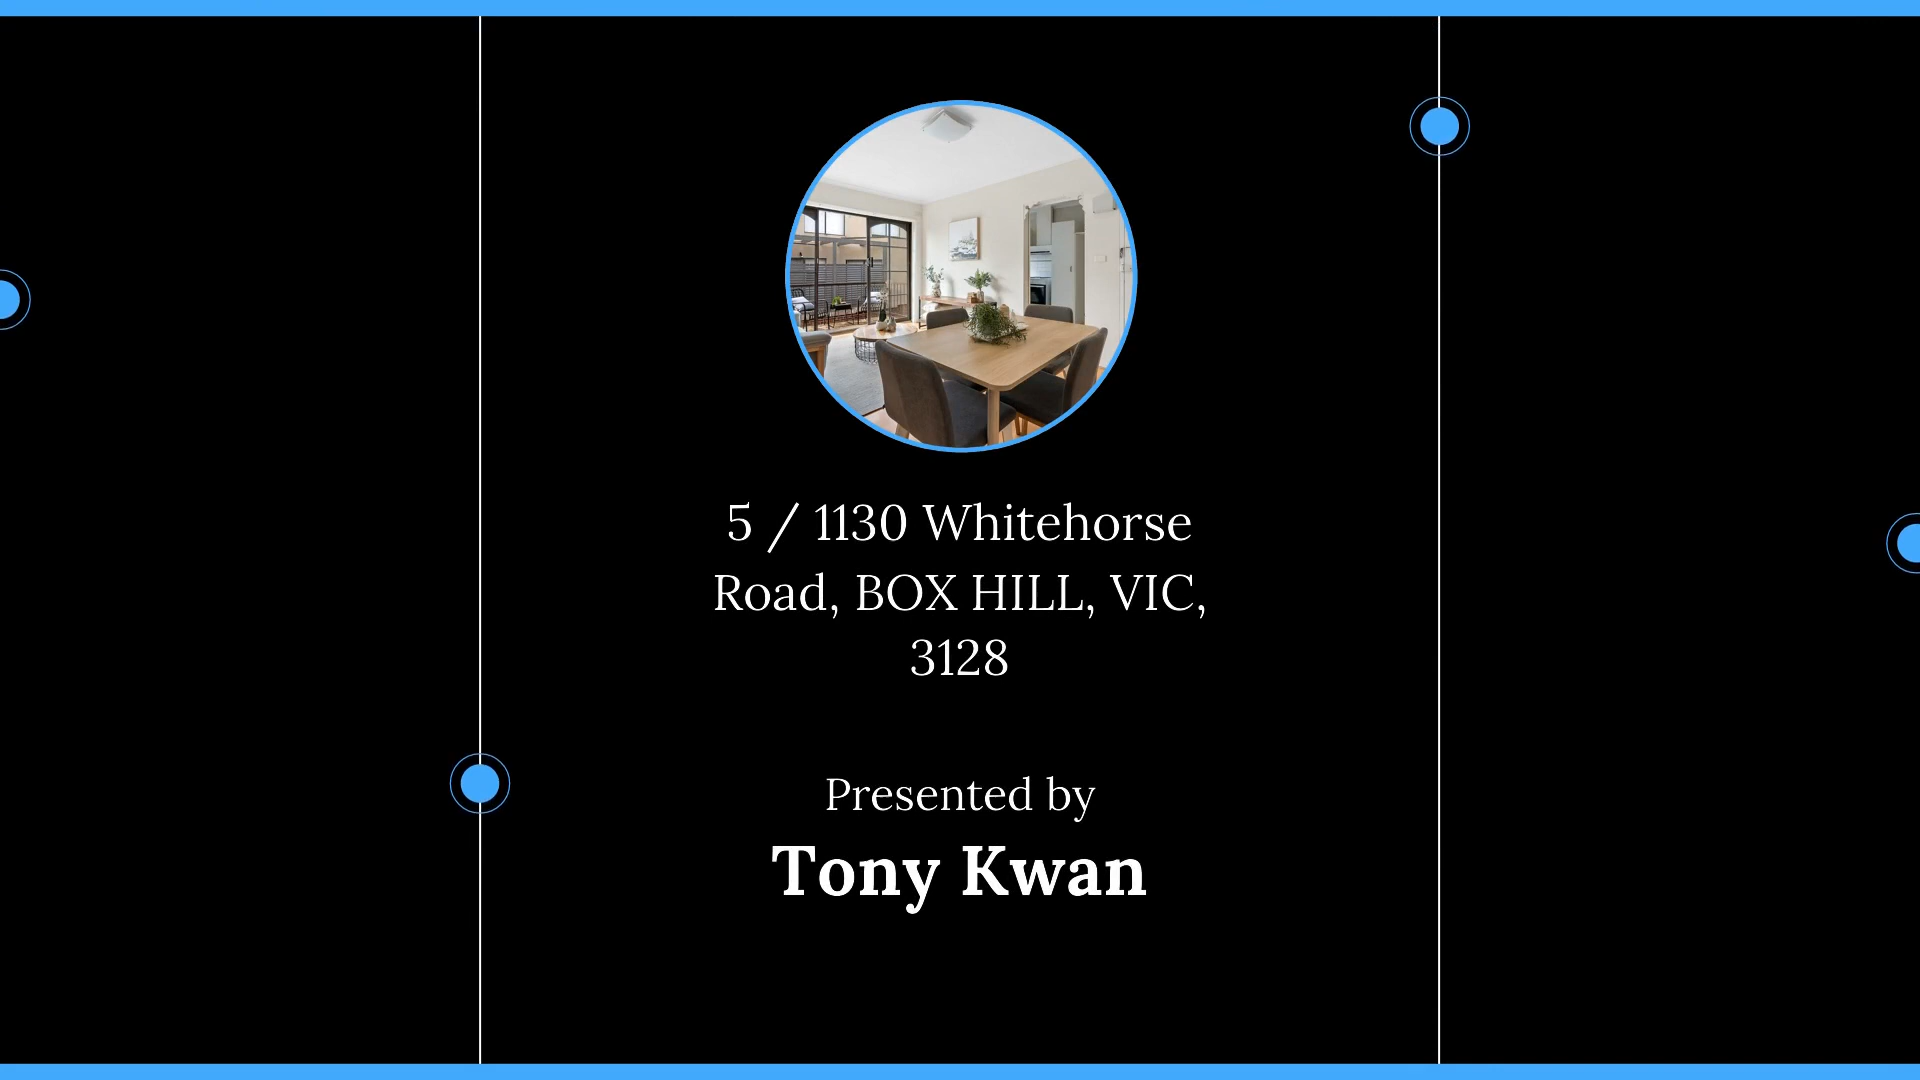 5 / 1130 Whitehorse
Road, BOX HILL, VIC,
3128
Presented by
Tony Kwan